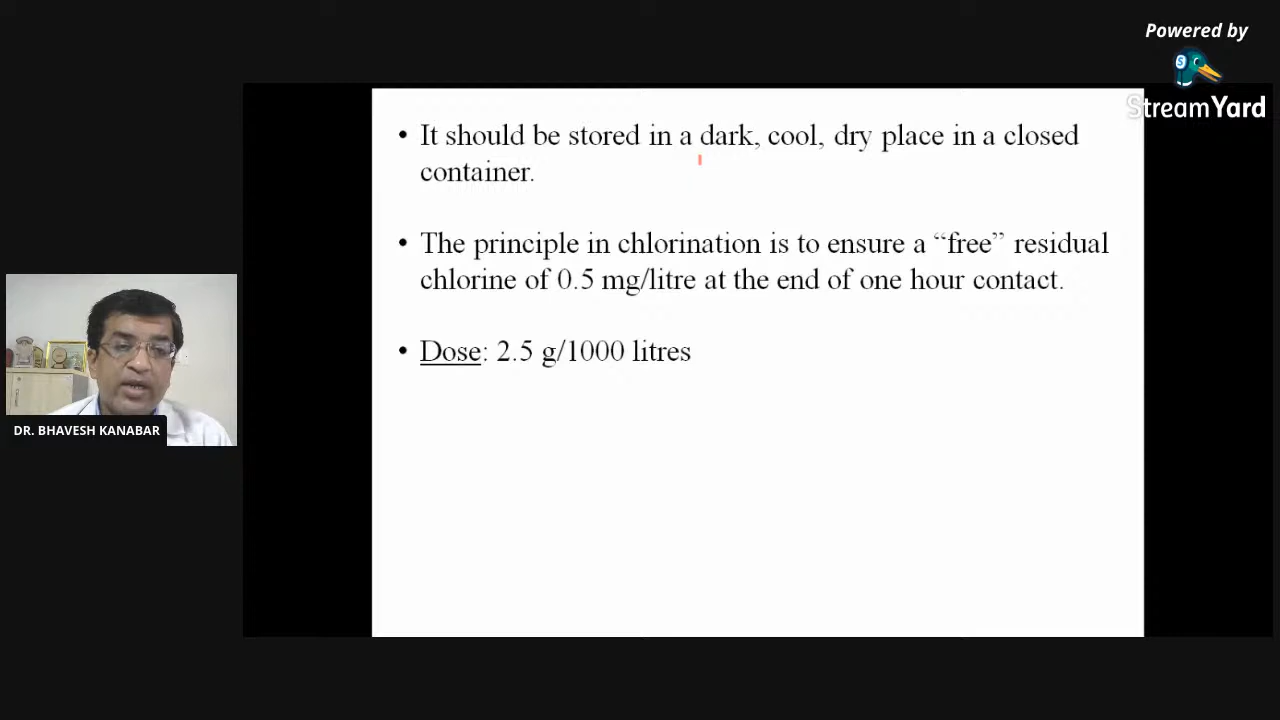 Powered by
StreamYard
• It should be stored in a dark, cool, dry place in a closed
container.
• The principle in chlorination is to ensure a “free” residual
chlorine of 0.5 mg/litre at the end of one hour contact.
• Dose: 2.5 g/1000 litres
DR. BHAVESH KANABAR